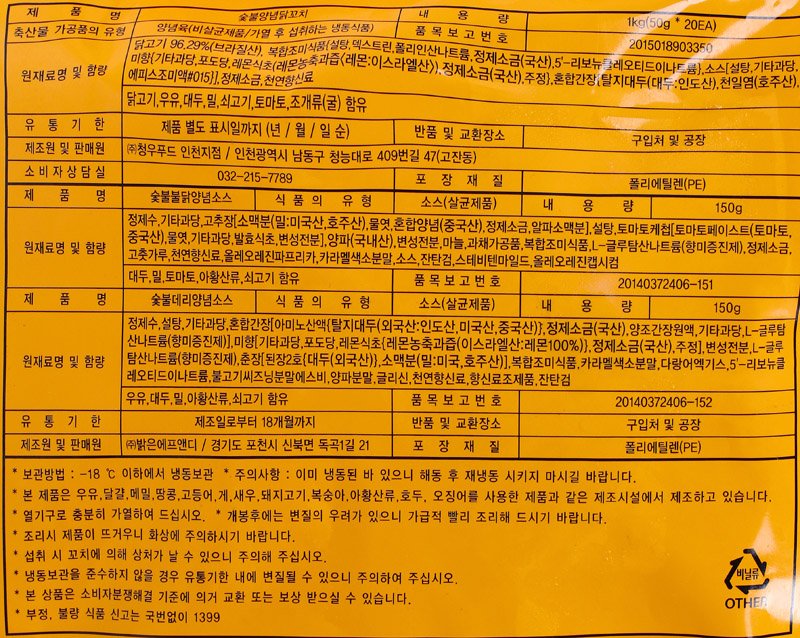 제 품 명 숯불양념닭꼬치 내 용 량 1kg(50g * 20EA)
축산물 가공품의 유형 양념육(비살균제품/가열 후 섭취하는 냉동식품) 품 목 보 고 번 호 2015018903350
원재료명 및 함량
닭고기 96.29%(브라질산), 복합조미식품{설탕,덱스트린,폴리인산나트륨,정제소금(국산),5'-리보뉴클레오티드이나트륨},소스{설탕,기타과당,
미향{기타과당,포도당,레몬식초(레몬농축과즙(레몬:이스라엘산)},정제소금(국산),주정},혼합간장{탈지대두(대두:인도산),천일염(호주산),
에피스조미액#015)}],정제소금,천연향신료
닭고기,우유,대두,밀,쇠고기,토마토,조개류(굴) 함유
유 통 기 한 제품 별도 표시일까지 (년 / 월 / 일 순) 반품 및 교환장소 구입처 및 공장
제조원 및 판매원 ㈜청우푸드 인천지점 / 인천광역시 남동구 청능대로 409번길 47(고잔동)
소 비 자 상 담 실 032-215-7789 포 장 재 질 폴리에틸렌(PE)
제 품 명 숯불불닭양념소스 식 품 의 유 형 소스(살균제품) 내 용 량 150g
원재료명 및 함량
정제수,기타과당,고추장[소맥분(밀:미국산,호주산),물엿,혼합양념(중국산),정제소금,알파소맥분],설탕,토마토케첩[토마토페이스트(토마토,
중국산),물엿,기타과당,발효식초,변성전분],양파(국내산),변성전분,마늘,과채가공품,복합조미식품,L-글루탐산나트륨(향미증진제),정제소금,
고춧가루,천연향신료,올레오레진파프리카,카라멜색소분말,소스,잔탄검,스테비텐마일드,올레오레진캡시컴
대두,밀,토마토,아황산류,쇠고기 함유 품 목 보 고 번 호 20140372406-151
제 품 명 숯불데리양념소스 식 품 의 유 형 소스(살균제품) 내 용 량 150g
원재료명 및 함량
정제수,설탕,기타과당,혼합간장[아미노산액{탈지대두(외국산:인도산,미국산,중국산)},정제소금(국산),양조간장원액,기타과당,L-글루탐
산나트륨(향미증진제)],미향[기타과당,포도당,레몬식초{레몬농축과즙(이스라엘산:레몬100%)},정제소금(국산),주정],변성전분,L-글루
탐산나트륨(향미증진제),춘장[된장2호{대두(외국산)},소맥분(밀:미국,호주산)],복합조미식품,카라멜색소분말,다랑어엑기스,5'-리보뉴클
레오티드이나트륨,불고기씨즈닝분말에스비,양파분말,글리신,천연향신료,향신료조제품,잔탄검
우유,대두,밀,아황산류,쇠고기 함유 품 목 보 고 번 호 20140372406-152
유 통 기 한 제조일로부터 18개월까지 반품 및 교환장소 구입처 및 공장
제조원 및 판매원 ㈜밝은에프앤디 / 경기도 포천시 신북면 독곡1길 21 포 장 재 질 폴리에틸렌(PE)
* 보관방법 : -18 ℃ 이하에서 냉동보관 * 주의사항 : 이미 냉동된 바 있으니 해동 후 재냉동 시키지 마시길 바랍니다.
* 본 제품은 우유,달걀,메밀,땅콩,고등어,게,새우,돼지고기,복숭아,아황산류,호두, 오징어를 사용한 제품과 같은 제조시설에서 제조하고 있습니다.
* 열기구로 충분히 가열하여 드십시오. * 개봉후에는 변질의 우려가 있으니 가급적 빨리 조리해 드시기 바랍니다.
* 조리시 제품이 뜨거우니 화상에 주의하시기 바랍니다.
* 섭취 시 꼬치에 의해 상처가 날 수 있으니 주의해 주십시오.
* 냉동보관을 준수하지 않을 경우 유통기한 내에 변질될 수 있으니 주의하여 주십시오.
* 본 상품은 소비자분쟁해결 기준에 의거 교환 또는 보상 받으실 수 있습니다.
* 부정, 불량 식품 신고는 국번없이 1399
비닐류
OTHER